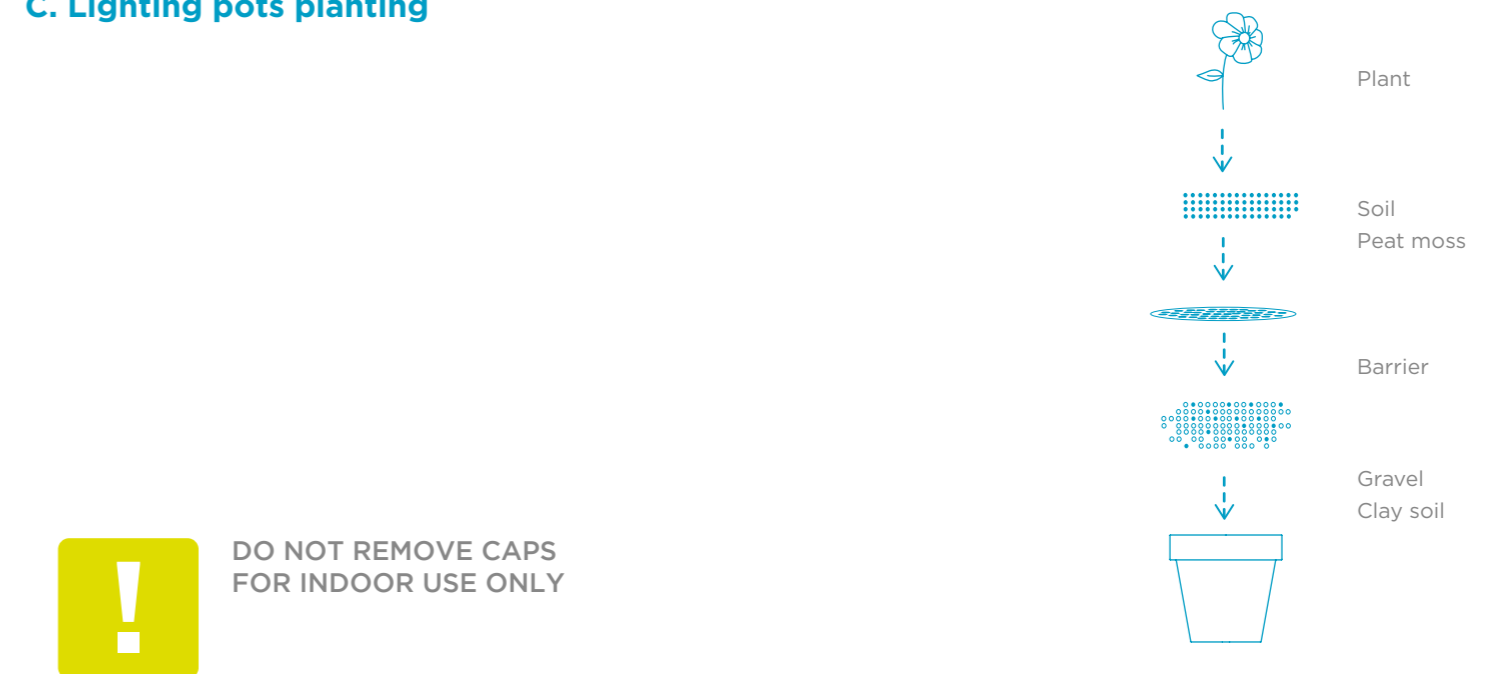 C. Lighting pots planting
Plant
Soil
Peat moss
Barrier
Gravel
Clay soil
!
DO NOT REMOVE CAPS
FOR INDOOR USE ONLY